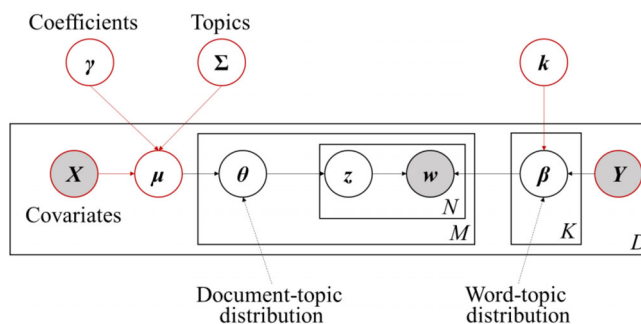 Coefficients
Topics
γ
Σ
k
X
μ
θ
z
w
β
Y
Covariates
N
M
K
D
Document-topic
distribution
Word-topic
distribution